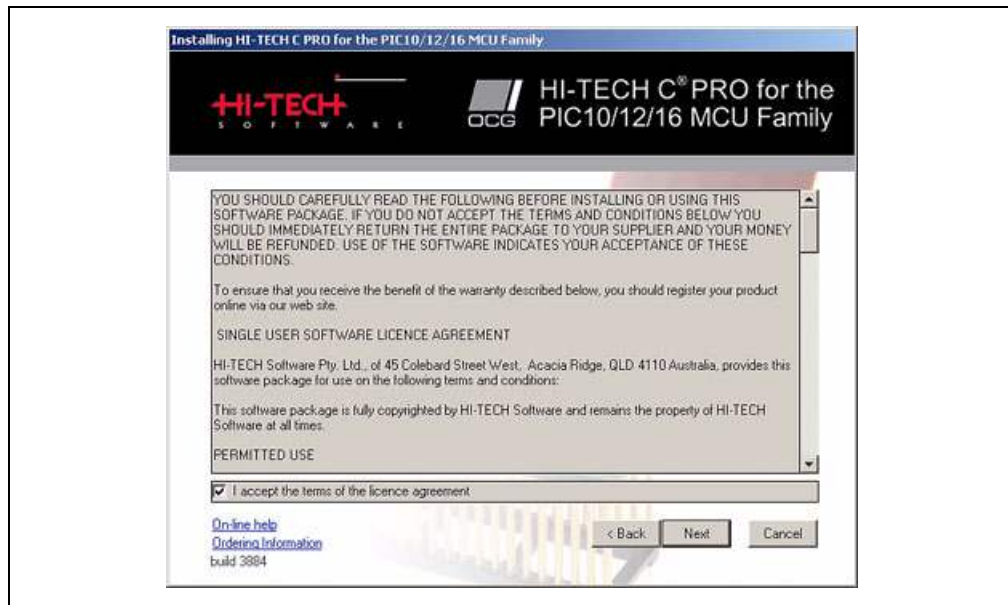 Installing HI-TECH C PRO for the PIC10/12/16 MCU Family
HI-TECH
SOFTWARE
OCG
HI-TECH C® PRO for the
PIC10/12/16 MCU Family
YOU SHOULD CAREFULLY READ THE FOLLOWING BEFORE INSTALLING OR USING THIS
SOFTWARE PACKAGE. IF YOU DO NOT ACCEPT THE TERMS AND CONDITIONS BELOW YOU
SHOULD IMMEDIATELY RETURN THE ENTIRE PACKAGE TO YOUR SUPPLIER AND YOUR MONEY
WILL BE REFUNDED. USE OF THE SOFTWARE INDICATES YOUR ACCEPTANCE OF THESE
CONDITIONS.
To ensure that you receive the benefit of the warranty described below, you should register your product
online via our web site.
SINGLE USER SOFTWARE LICENCE AGREEMENT
HI-TECH Software Pty. Ltd., of 45 Colebard Street West, Acacia Ridge, QLD 4110 Australia, provides this
software package for use on the following terms and conditions:
This software package is fully copyrighted by HI-TECH Software and remains the property of HI-TECH
Software at all times.
PERMITTED USE
I accept the terms of the licence agreement
On-line help
Ordering Information
build 3884
< Back
Next
Cancel